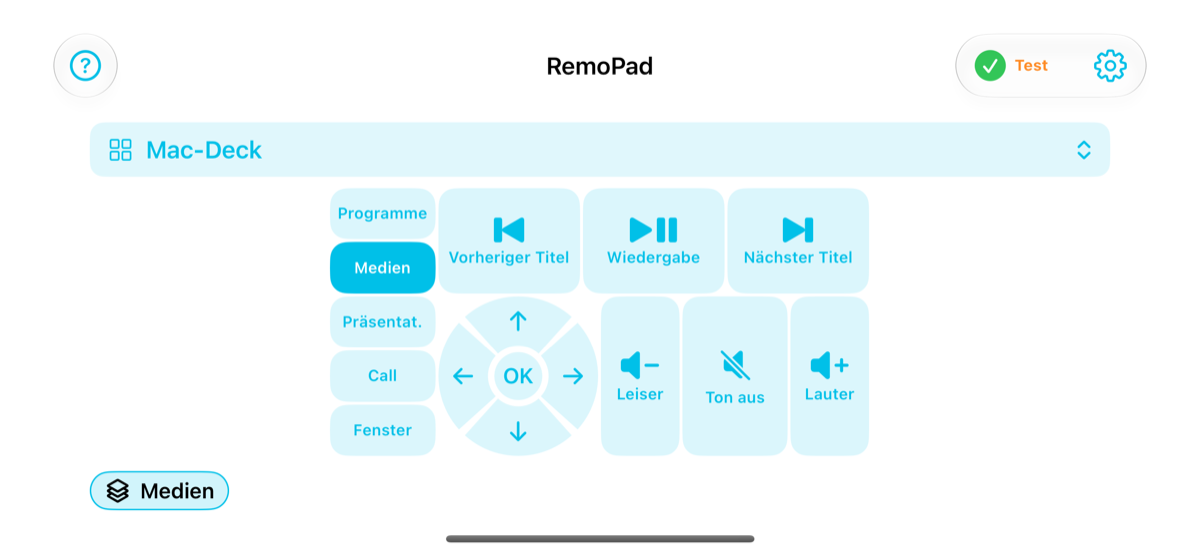 ?
RemoPad
Test
Mac-Deck
Programme
Medien
Präsentat.
Call
Fenster
Vorheriger Titel
Wiedergabe
Nächster Titel
OK
Leiser
Ton aus
Lauter
Medien